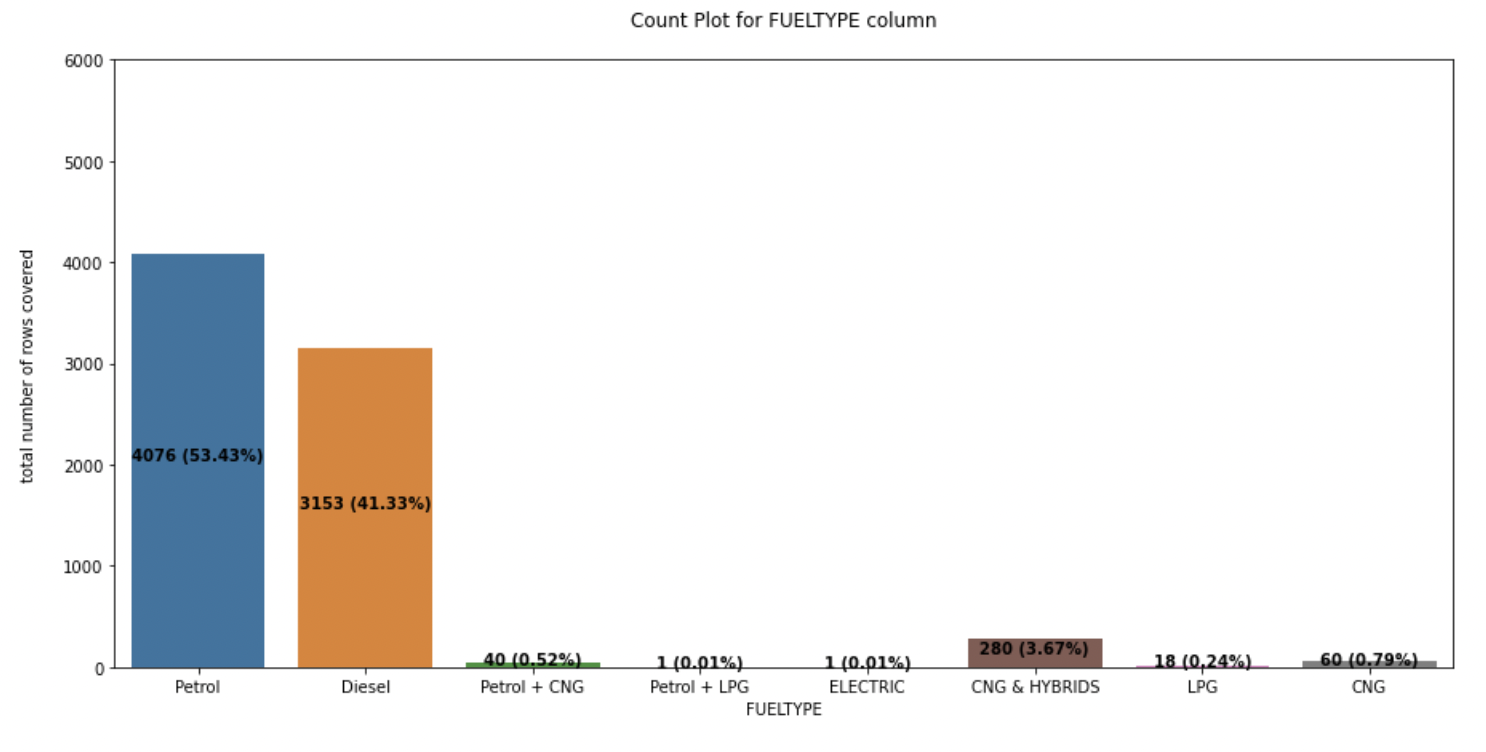 Count Plot for FUELTYPE column
6000
5000
4000
3000
2000
1000
0
total number of rows covered
4076 (53.43%)
3153 (41.33%)
40 (0.52%)
1 (0.01%)
1 (0.01%)
280 (3.67%)
18 (0.24%)
60 (0.79%)
Petrol
Diesel
Petrol + CNG
Petrol + LPG
ELECTRIC
CNG & HYBRIDS
LPG
CNG
FUELTYPE